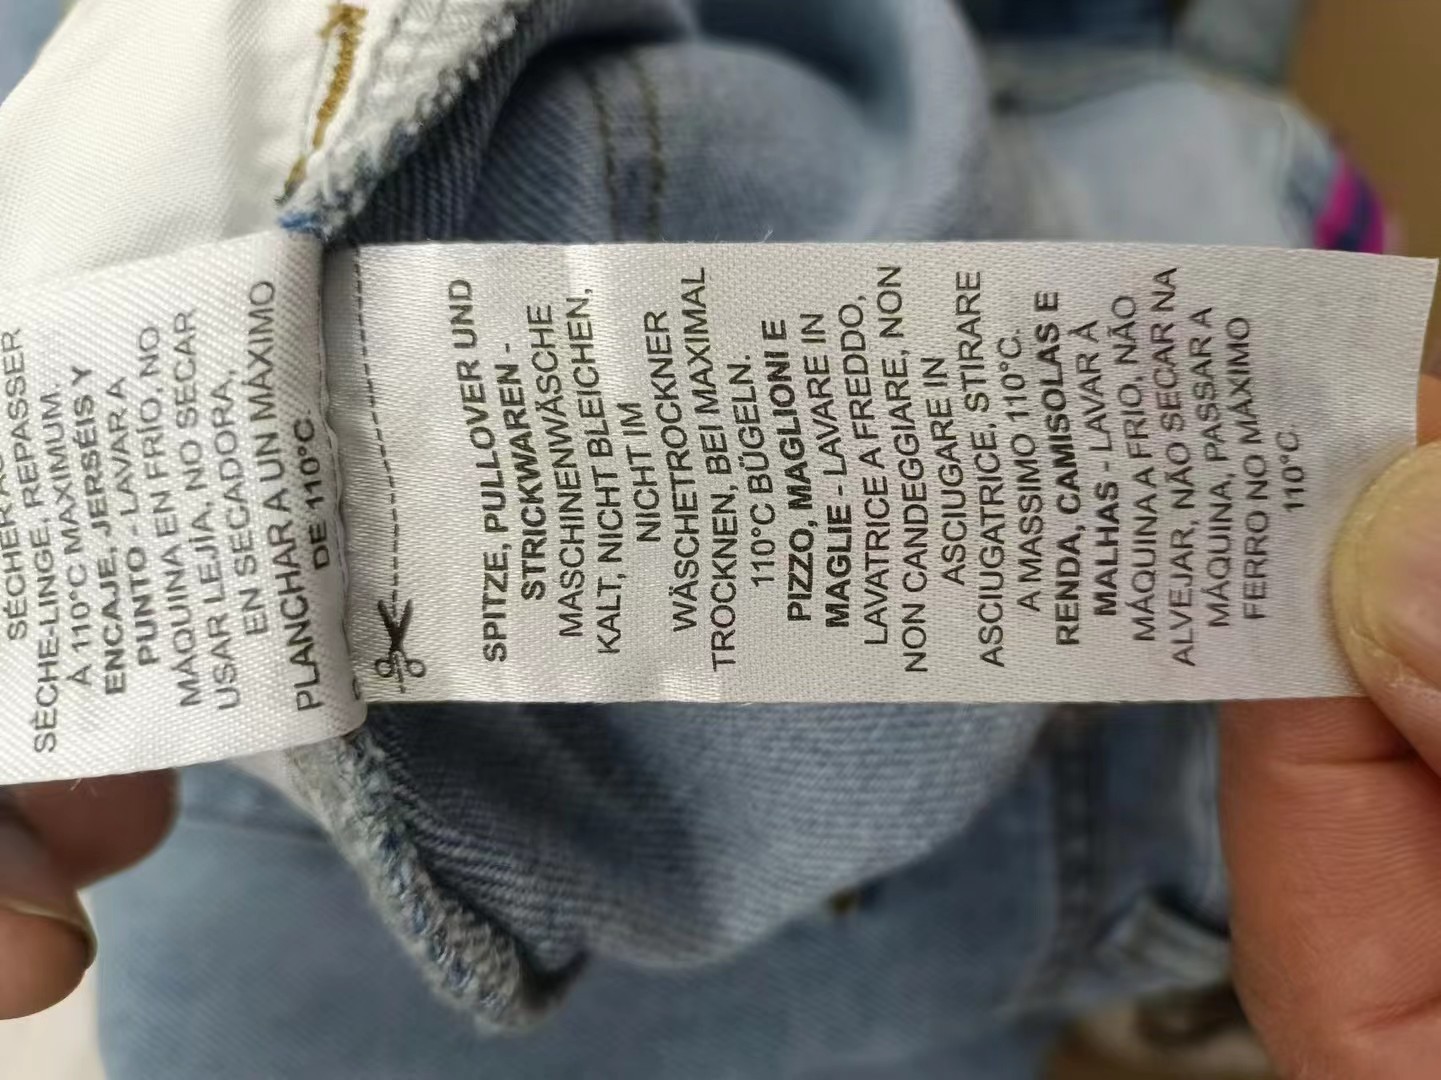 SÉCHER
SÈCHE-LINGE, REPASSER
À 110°C MAXIMUM.
ENCAJE, JERSÉIS Y
PUNTO - LAVAR A
MÁQUINA EN FRÍO, NO
USAR LEJÍA, NO SECAR
EN SECADORA,
PLANCHAR A UN MÁXIMO
DE 110°C.
SPITZE, PULLOVER UND
STRICKWAREN -
MASCHINENWÄSCHE
KALT, NICHT BLEICHEN,
NICHT IM
WÄSCHETROCKNER
TROCKNEN, BEI MAXIMAL
110°C BÜGELN.
PIZZO, MAGLIONI E
MAGLIE - LAVARE IN
LAVATRICE A FREDDO,
NON CANDEGGIARE, NON
ASCIUGARE IN
ASCIUGATRICE, STIRARE
A MASSIMO 110°C.
RENDA, CAMISOLAS E
MALHAS - LAVAR À
MÁQUINA A FRIO, NÃO
ALVEJAR, NÃO SECAR NA
MÁQUINA, PASSAR A
FERRO NO MÁXIMO
110°C.